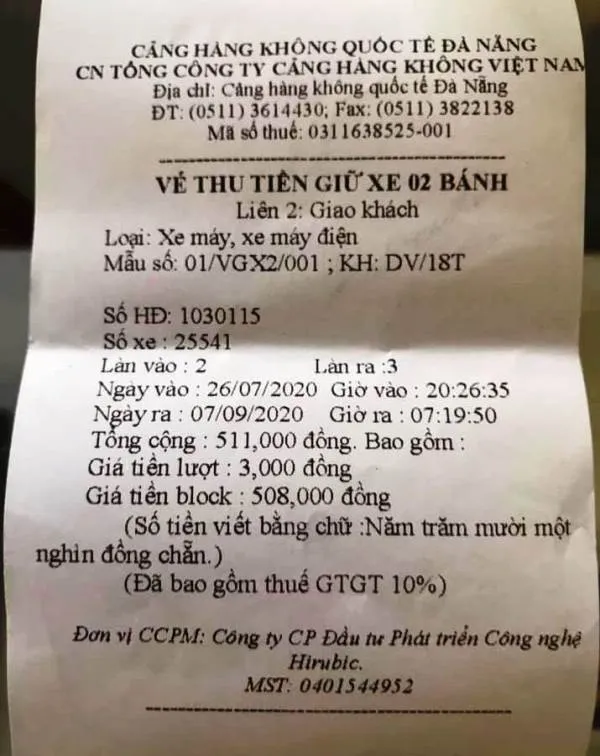 CẢNG HÀNG KHÔNG QUỐC TẾ ĐÀ NẴNG
CN TỔNG CÔNG TY CẢNG HÀNG KHÔNG VIỆT NAM
Địa chỉ: Cảng hàng không quốc tế Đà Nẵng
ĐT: (0511) 3614430; Fax: (0511) 3822138
Mã số thuế: 0311638525-001
VÉ THU TIỀN GIỮ XE 02 BÁNH
Liên 2: Giao khách
Loại: Xe máy, xe máy điện
Mẫu số: 01/VGX2/001 ; KH: DV/18T
Số HĐ: 1030115
Số xe : 25541
Làn vào : 2 Làn ra :3
Ngày vào : 26/07/2020 Giờ vào : 20:26:35
Ngày ra : 07/09/2020 Giờ ra : 07:19:50
Tổng cộng : 511,000 đồng. Bao gồm :
Giá tiền lượt : 3,000 đồng
Giá tiền block : 508,000 đồng
(Số tiền viết bằng chữ :Năm trăm mười một
nghìn đồng chẵn.)
(Đã bao gồm thuế GTGT 10%)
Đơn vị CCPM: Công ty CP Đầu tư Phát triển Công nghệ
Hirubic.
MST: 0401544952